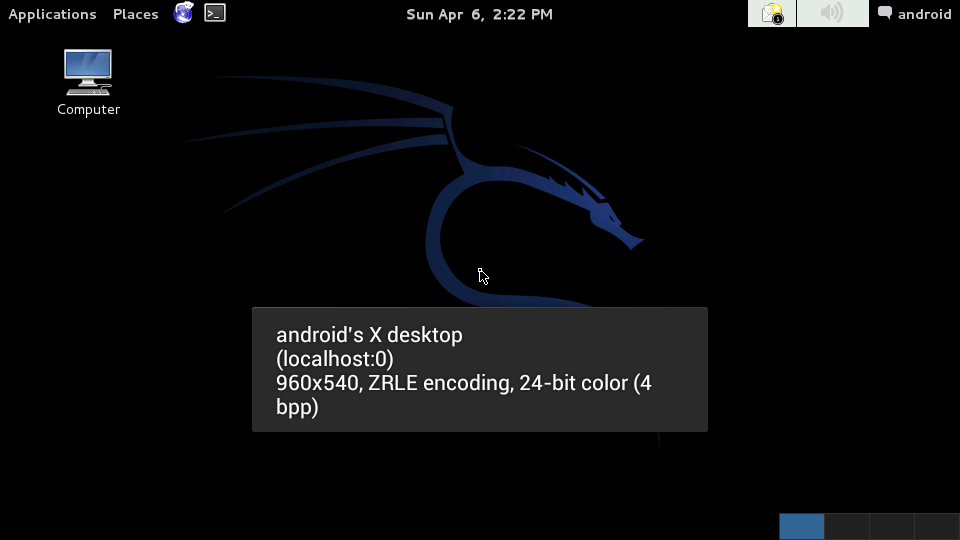 Applications Places >_ Sun Apr 6, 2:22 PM 1 android
Computer
android's X desktop
(localhost:0)
960x540, ZRLE encoding, 24-bit color (4
bpp)